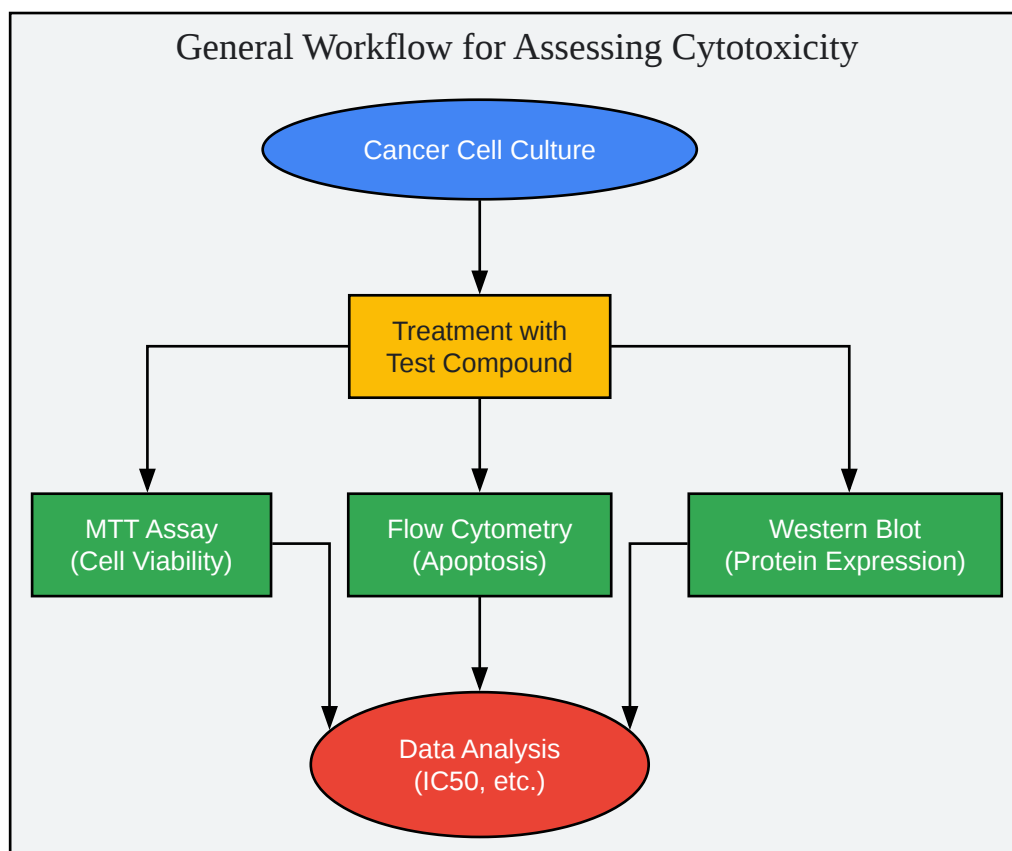 General Workflow for Assessing Cytotoxicity
Cancer Cell Culture
Treatment with
Test Compound
MTT Assay
(Cell Viability)
Flow Cytometry
(Apoptosis)
Western Blot
(Protein Expression)
Data Analysis
(IC50, etc.)